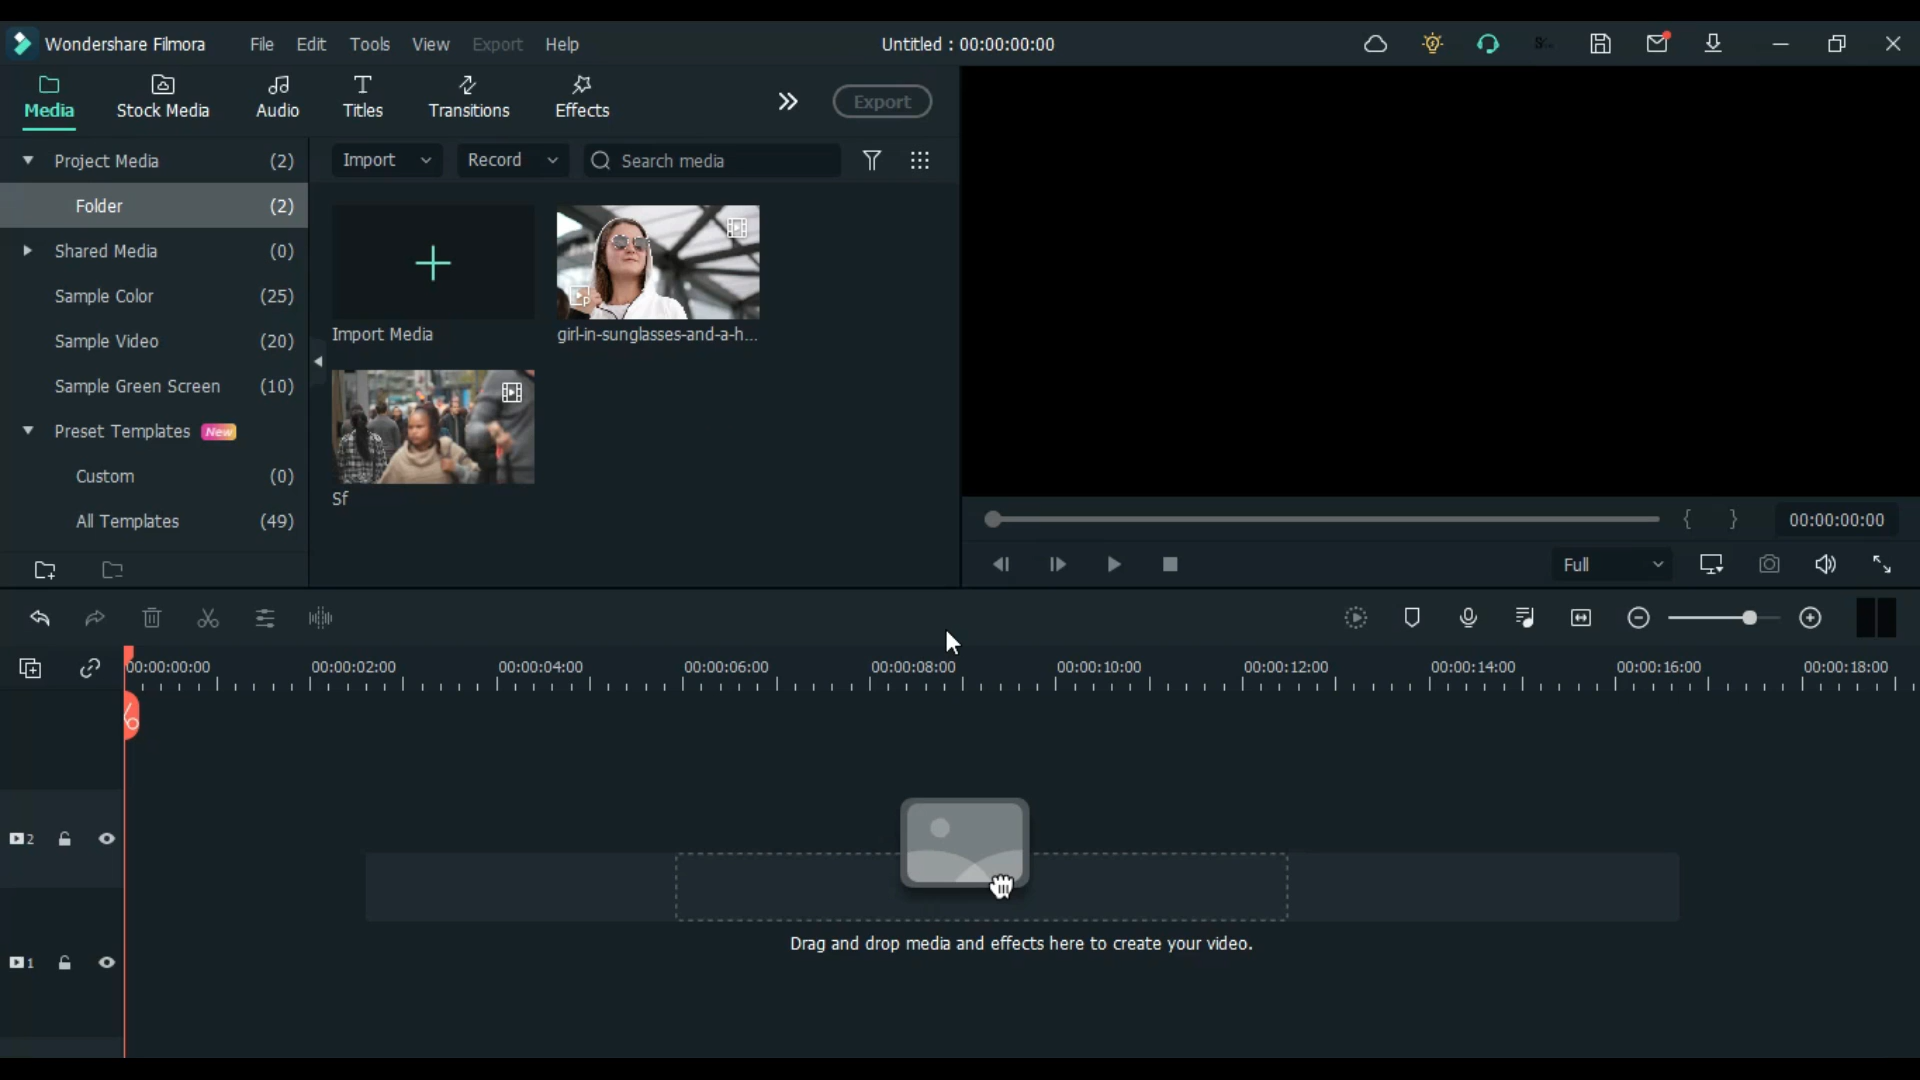 Wondershare Filmora File Edit Tools View Export Help Untitled : 00:00:00:00
Media Stock Media Audio Titles Transitions Effects Export
Project Media (2) Import Record Search media
Folder (2)
Shared Media (0)
Sample Color (25)
Sample Video (20)
Import Media girl-in-sunglasses-and-a-h...
Sample Green Screen (10)
Preset Templates New
Custom (0)
Sf
All Templates (49)
{ } 00:00:00:00
Full
00:00:00:00 00:00:02:00 00:00:04:00 00:00:06:00 00:00:08:00 00:00:10:00 00:00:12:00 00:00:14:00 00:00:16:00 00:00:18:00
2
Drag and drop media and effects here to create your video.
1